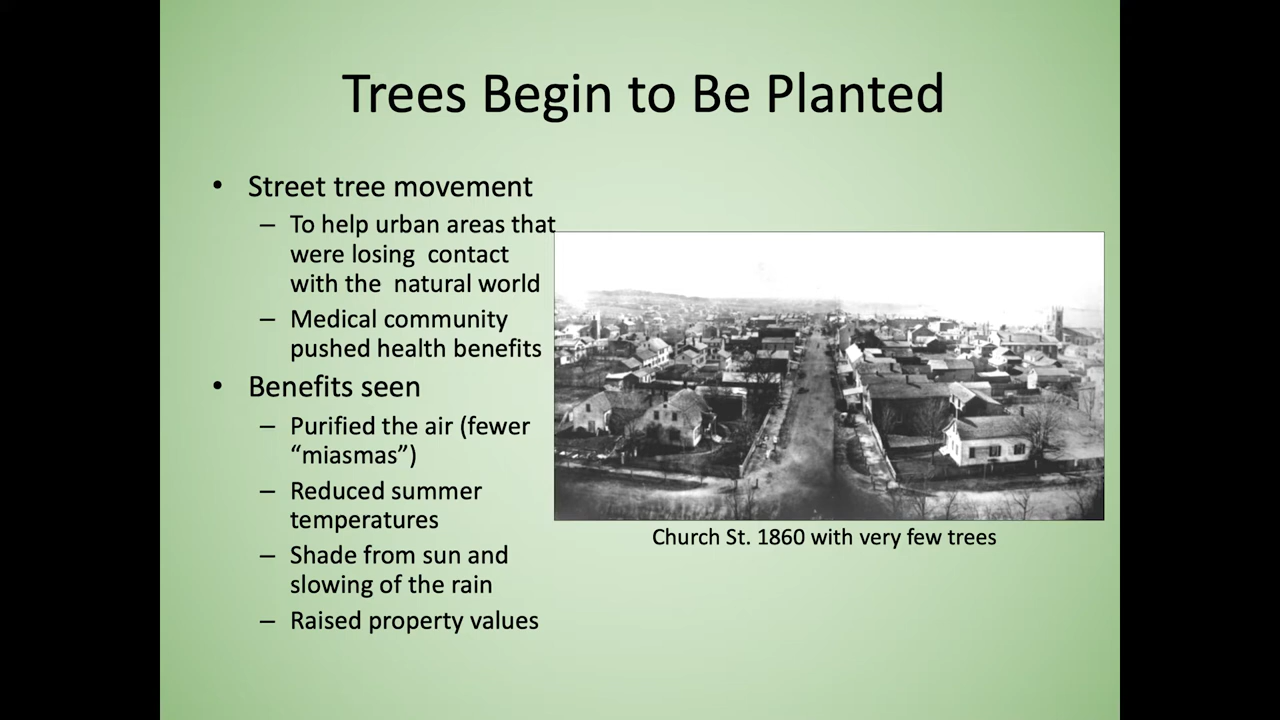 Trees Begin to Be Planted
• Street tree movement
– To help urban areas that
were losing contact
with the natural world
– Medical community
pushed health benefits
• Benefits seen
– Purified the air (fewer
“miasmas”)
– Reduced summer
temperatures
– Shade from sun and
slowing of the rain
– Raised property values
Church St. 1860 with very few trees